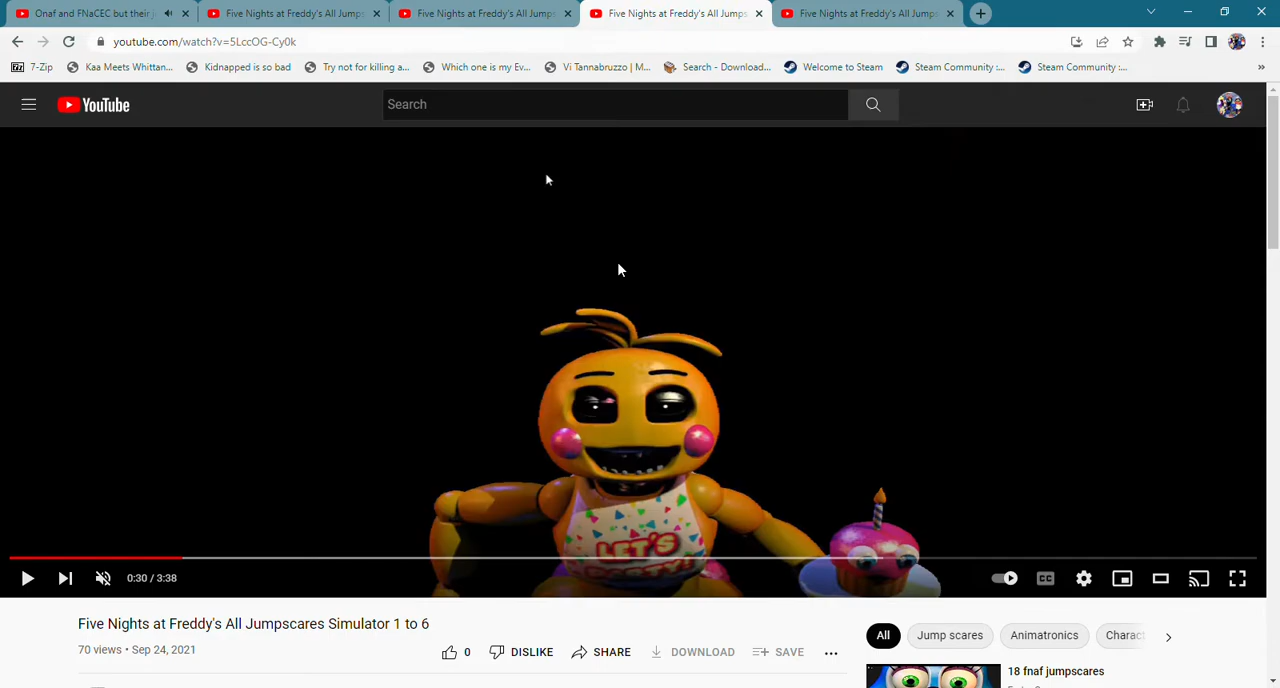 Onaf and FNaCEC but their j
Five Nights at Freddy's All Jumps
Five Nights at Freddy's All Jumps
Five Nights at Freddy's All Jumps
Five Nights at Freddy's All Jumps
youtube.com/watch?v=5LccOG-Cy0k
7-Zip
Kaa Meets Whittan...
Kidnapped is so bad
Try not for killing a...
Which one is my Ev...
Vi Tannabruzzo | M...
Search - Download...
Welcome to Steam
Steam Community :...
Steam Community :...
YouTube
Search
LET'S
PARTY!
0:30 / 3:38
CC
Five Nights at Freddy's All Jumpscares Simulator 1 to 6
70 views • Sep 24, 2021
0
DISLIKE
SHARE
DOWNLOAD
SAVE
All
Jump scares
Animatronics
Charact
18 fnaf jumpscares